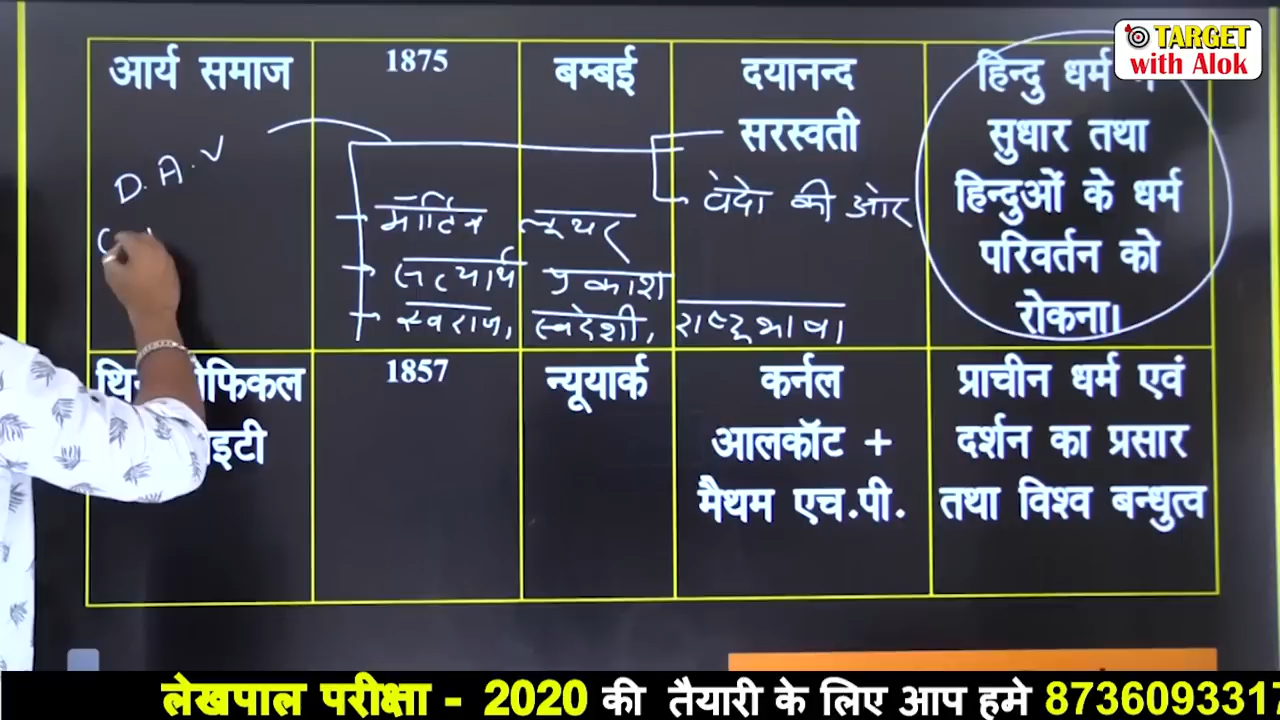 TARGET
with Alok
आर्य समाज
1875
बम्बई
दयानन्द
सरस्वती
हिन्दु धर्म
सुधार तथा
हिन्दुओं के धर्म
परिवर्तन को
रोकना।
D.A.V
वेदो की ओर
मार्टिन लूथर
सत्यार्थ प्रकाश
स्वराज, स्वदेशी, राष्ट्रभाषा
1857
न्यूयार्क
कर्नल
आलकॉट +
मैथम एच.पी.
प्राचीन धर्म एवं
दर्शन का प्रसार
तथा विश्व बन्धुत्व
लेखपाल परीक्षा - 2020 की तैयारी के लिए आप हमे 8736093317